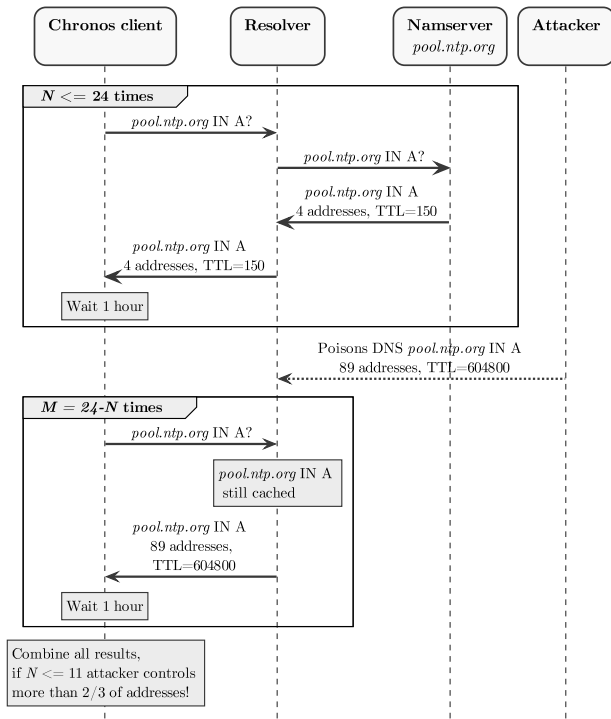 Chronos client
Resolver
Namserver
pool.ntp.org
Attacker
N <= 24 times
pool.ntp.org IN A?
pool.ntp.org IN A?
pool.ntp.org IN A
4 addresses, TTL=150
pool.ntp.org IN A
4 addresses, TTL=150
Wait 1 hour
Poisons DNS pool.ntp.org IN A
89 addresses, TTL=604800
M = 24-N times
pool.ntp.org IN A?
pool.ntp.org IN A
still cached
pool.ntp.org IN A
89 addresses,
TTL=604800
Wait 1 hour
Combine all results,
if N <= 11 attacker controls
more than 2/3 of addresses!